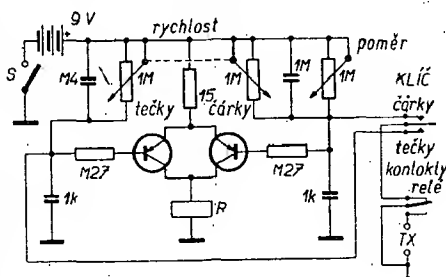 9 V
+
rychlost
poměr
S
M4
1M
1M
1M
1M
15
tečky
čárky
KLÍČ
čárky
M27
M27
tečky
kontakty
relé
1k
1k
R
TX